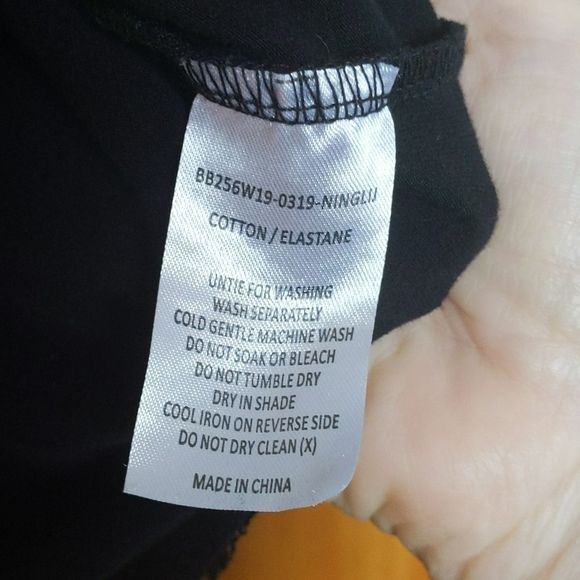 BB256W19-0319-NINGLIJ
COTTON / ELASTANE
UNTIE FOR WASHING
WASH SEPARATELY
COLD GENTLE MACHINE WASH
DO NOT SOAK OR BLEACH
DO NOT TUMBLE DRY
DRY IN SHADE
COOL IRON ON REVERSE SIDE
DO NOT DRY CLEAN (X)
MADE IN CHINA